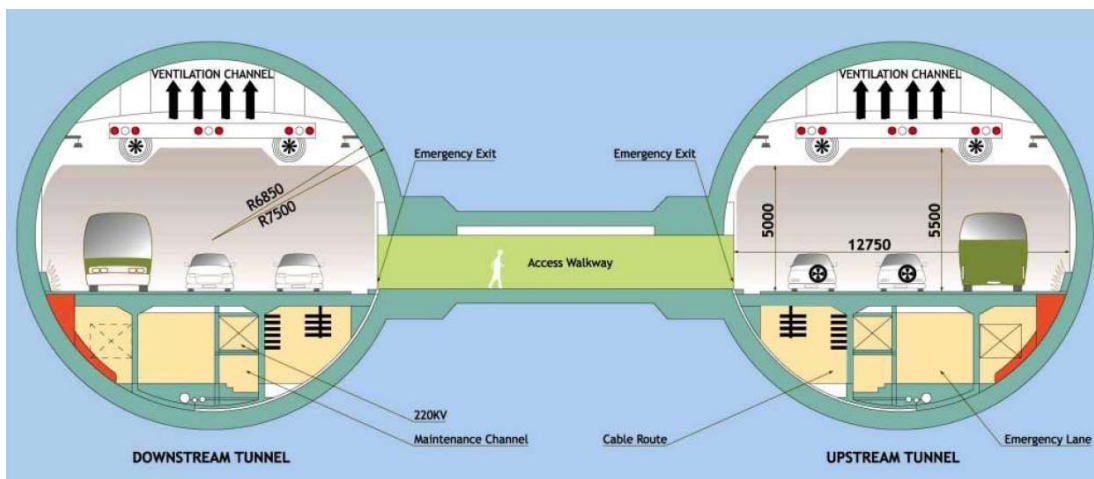 VENTILATION CHANNEL
VENTILATION CHANNEL
Emergency Exit
Emergency Exit
R6850
R7500
5000
5500
12750
Access Walkway
220KV
Maintenance Channel
Cable Route
Emergency Lane
DOWNSTREAM TUNNEL
UPSTREAM TUNNEL